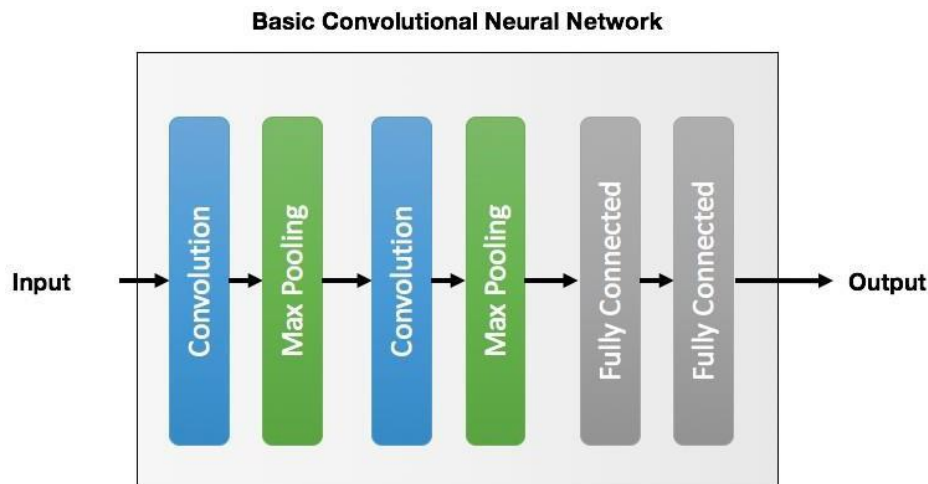 Basic Convolutional Neural Network
Input
Convolution
Max Pooling
Convolution
Max Pooling
Fully Connected
Fully Connected
Output